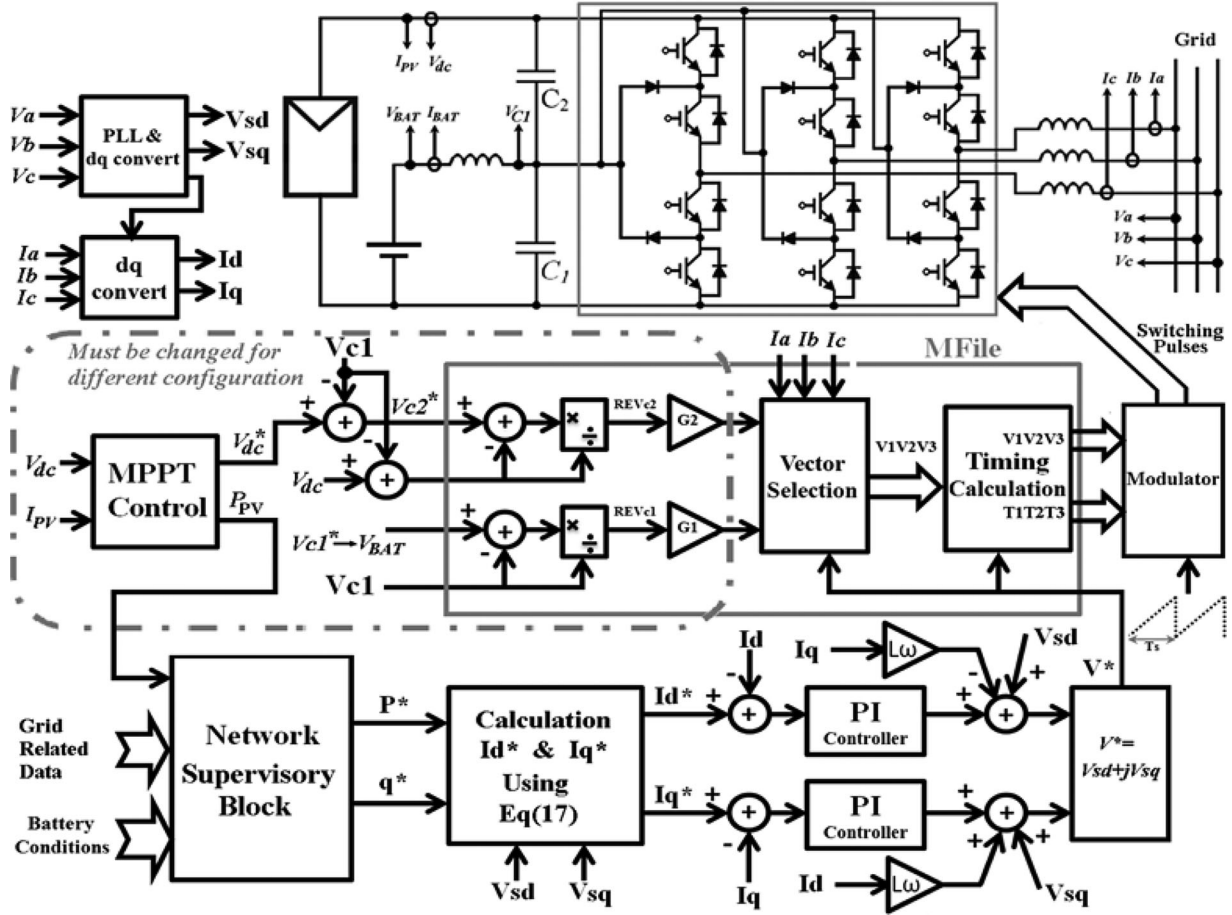 Va
Vb
Vc
PLL &
dq convert
Vsd
Vsq
Ia
Ib
Ic
dq
convert
Id
Iq
IPV
Vdc
C2
VBAT
IBAT
VC1
C1
Grid
Ic
Ib
Ia
Va
Vb
Vc
Switching
Pulses
Must be changed for
different configuration
Vc1
-
+
+
Vc2*
-
+
+
Vdc
Vdc
IPV
MPPT
Control
Vdc*
PPV
MFile
+
+
-
×
÷
REVc2
G2
Vc1*→VBAT
+
+
-
×
÷
REVc1
G1
Vc1
Ia
Ib
Ic
Vector
Selection
V1V2V3
Timing
Calculation
V1V2V3
T1T2T3
Modulator
Ts
Grid
Related
Data
Battery
Conditions
Network
Supervisory
Block
P*
q*
Calculation
Id* & Iq*
Using
Eq(17)
Vsd
Vsq
Id*
Iq*
Id
-
+
+
PI
Controller
Iq
Lω
Vsd
-
+
+
+
+
+
-
Iq
PI
Controller
Id
Lω
+
+
+
+
Vsq
V*
V*=
Vsd+jVsq